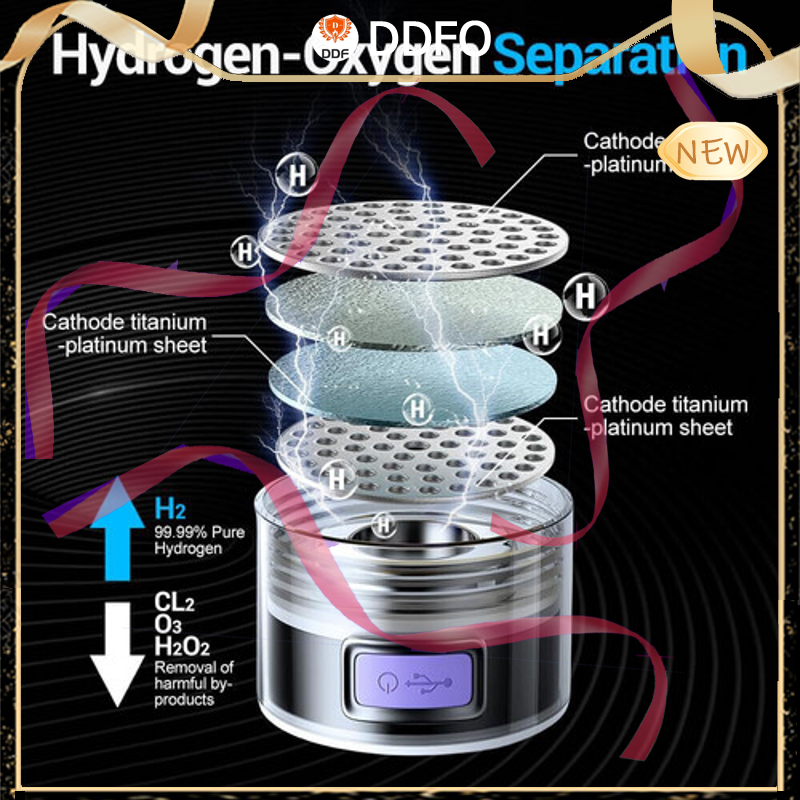 DDFO
DDF
Hydrogen-Oxygen Separation
Cathode
-platinum
NEW
H
H
H
H
H
Cathode titanium
-platinum sheet
H
Cathode titanium
-platinum sheet
H
H
H2
99.99% Pure
Hydrogen
CL2
O3
H2O2
Removal of
harmful by-
products